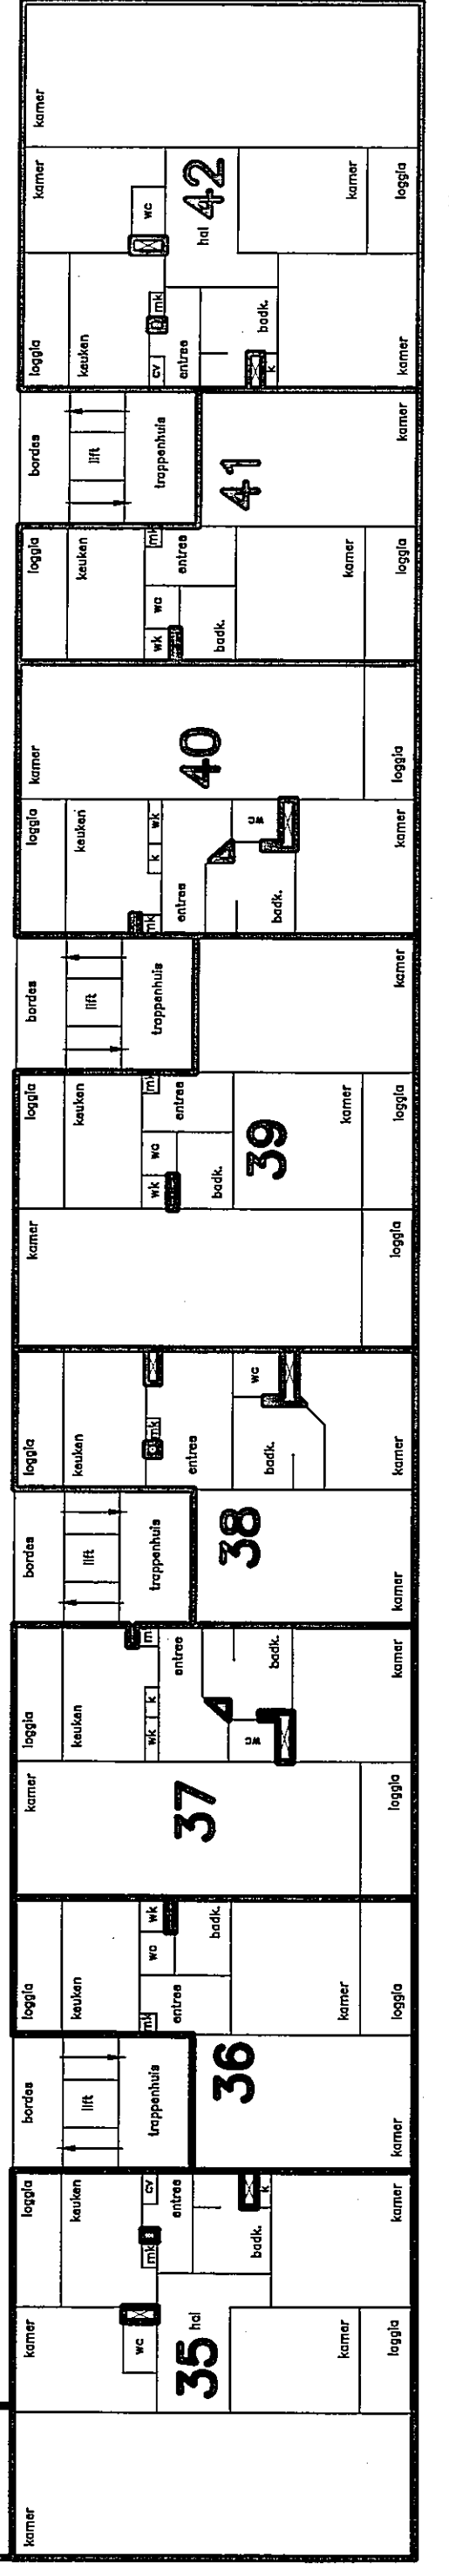 kamer
kamer
wc
42
hal
kamer
loggia
loggia
keuken
mk
cv
entree
badk.
k
kamer
bordes
lift
trappenhuis
41
kamer
loggia
keuken
mk
entree
wc
wk
badk.
kamer
loggia
kamer
40
loggia
loggia
keuken
wk
k
mk
entree
wc
badk.
kamer
bordes
lift
trappenhuis
kamer
loggia
keuken
mk
entree
wc
wk
badk.
39
kamer
loggia
kamer
loggia
loggia
keuken
mk
entree
wc
badk.
kamer
bordes
lift
trappenhuis
38
kamer
loggia
keuken
m
k
wk
entree
wc
badk.
kamer
kamer
37
loggia
loggia
keuken
wk
wc
mk
entree
badk.
kamer
loggia
bordes
lift
trappenhuis
36
kamer
loggia
keuken
cv
mk
entree
badk.
k
kamer
kamer
wc
35
hal
kamer
loggia
kamer